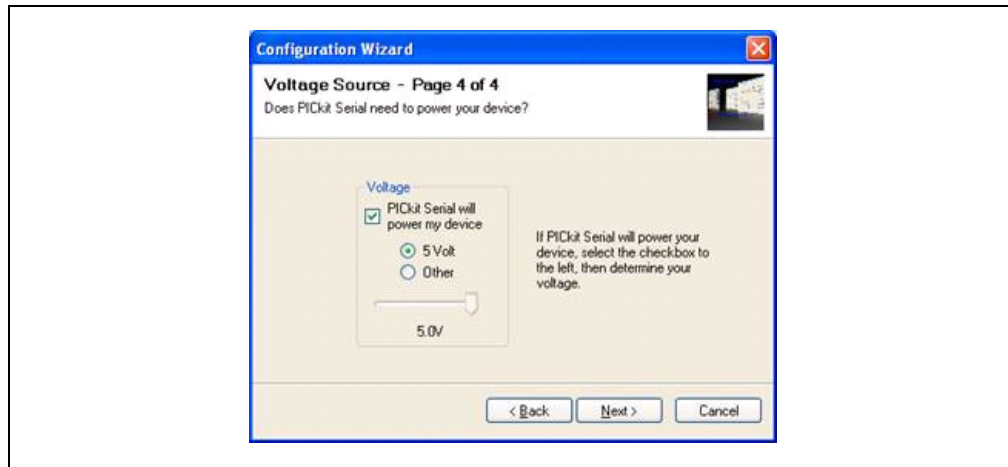 Configuration Wizard
Voltage Source - Page 4 of 4
Does PICkit Serial need to power your device?
Voltage
PICkit Serial will
power my device
5 Volt
Other
5.0V
If PICkit Serial will power your
device, select the checkbox to
the left, then determine your
voltage.
< Back
Next >
Cancel